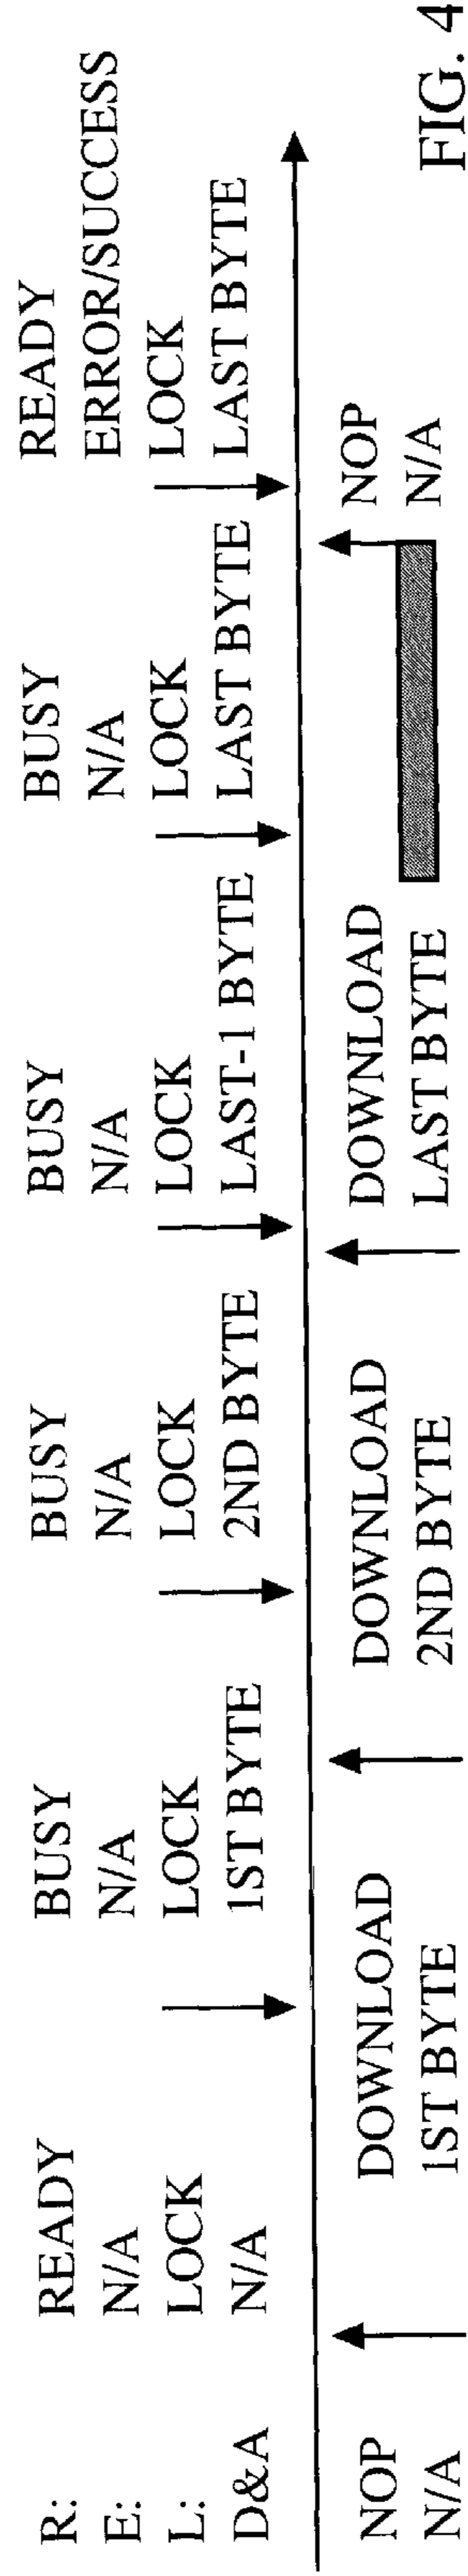 R:
E:
L:
D&A
READY
N/A
LOCK
N/A
BUSY
N/A
LOCK
1ST BYTE
BUSY
N/A
LOCK
2ND BYTE
BUSY
N/A
LOCK
LAST-1 BYTE
BUSY
N/A
LOCK
LAST BYTE
READY
ERROR/SUCCESS
LOCK
LAST BYTE
NOP
N/A
DOWNLOAD
1ST BYTE
DOWNLOAD
2ND BYTE
DOWNLOAD
LAST BYTE
NOP
N/A
FIG. 4